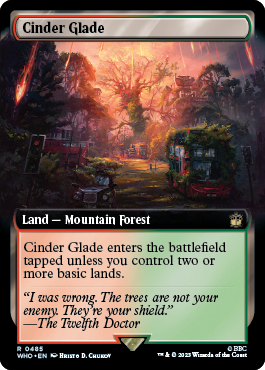 Cinder Glade
Land — Mountain Forest
Cinder Glade enters the battlefield
tapped unless you control two
or more basic lands.
“I was wrong. The trees are not your
enemy. They’re your shield.”
—The Twelfth Doctor
R 0485
WHO • EN Hristo D. Chukov
© BBC
™ & © 2023 Wizards of the Coast